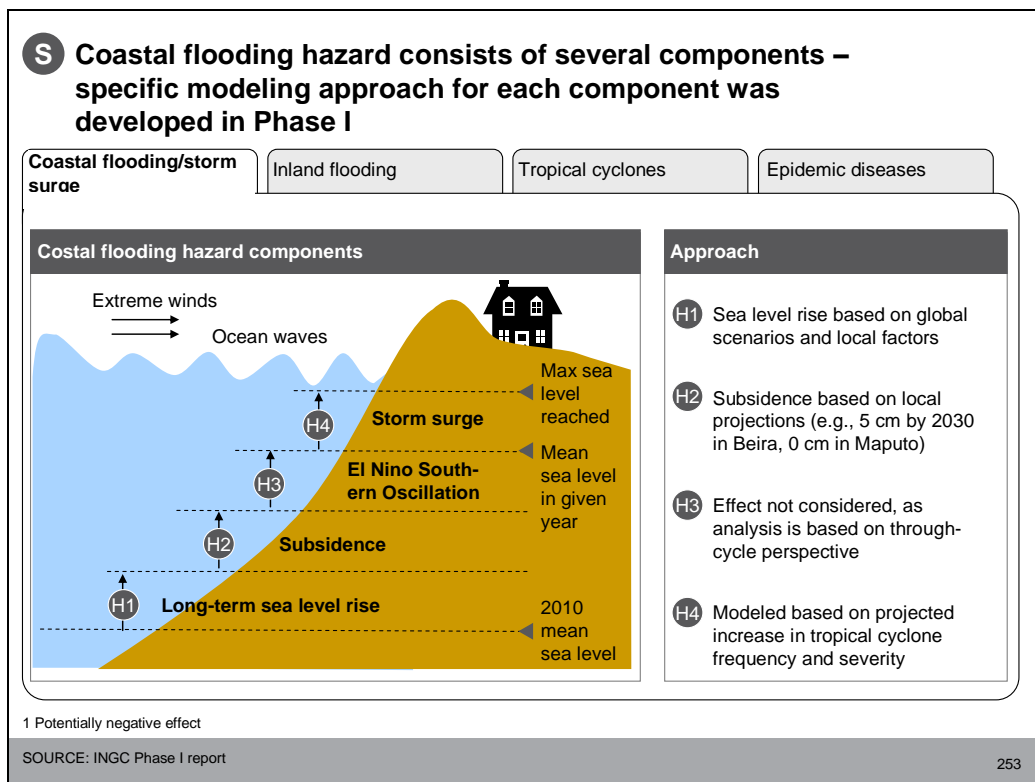 S
Coastal flooding hazard consists of several components –
specific modeling approach for each component was
developed in Phase I
Coastal flooding/storm
surge
Inland flooding
Tropical cyclones
Epidemic diseases
Costal flooding hazard components
Extreme winds
Ocean waves
Max sea
level
reached
H4
Storm surge
Mean
sea level
in given
year
H3
El Nino South-
ern Oscillation
H2
Subsidence
H1
Long-term sea level rise
2010
mean
sea level
Approach
H1 Sea level rise based on global
scenarios and local factors
H2 Subsidence based on local
projections (e.g., 5 cm by 2030
in Beira, 0 cm in Maputo)
H3 Effect not considered, as
analysis is based on through-
cycle perspective
H4 Modeled based on projected
increase in tropical cyclone
frequency and severity
1 Potentially negative effect
SOURCE: INGC Phase I report
253